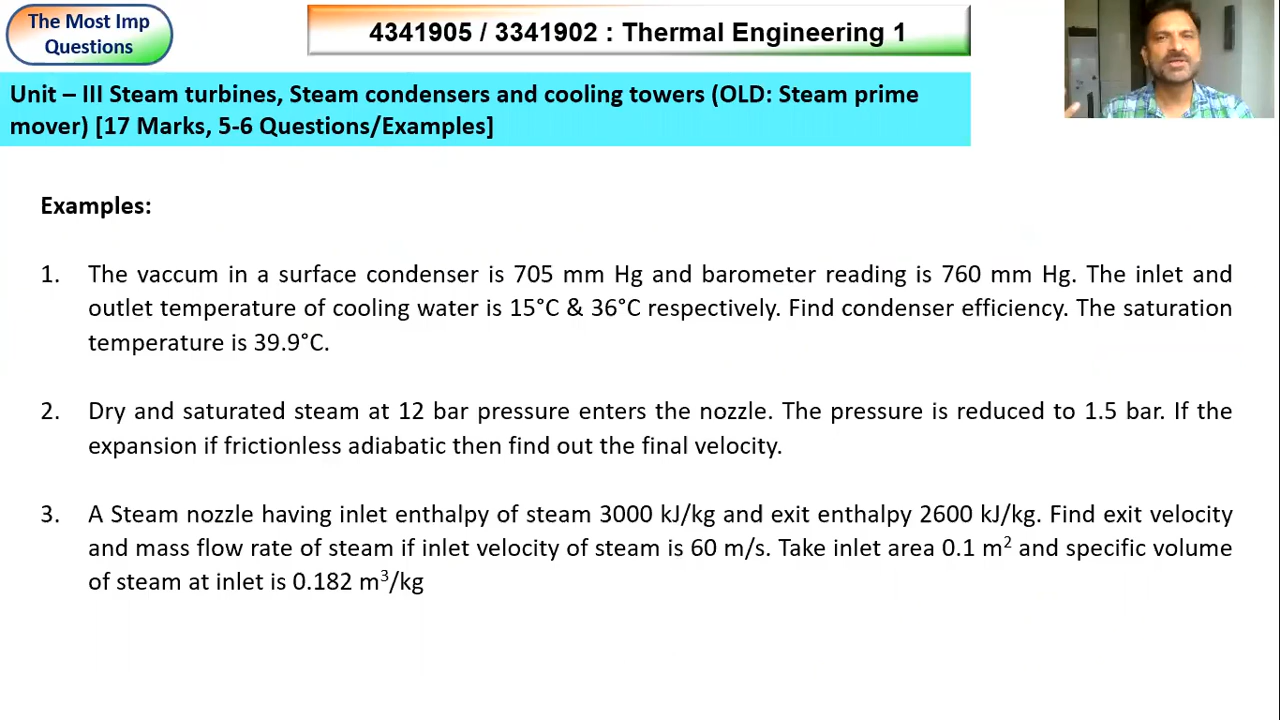 The Most Imp
Questions
4341905 / 3341902 : Thermal Engineering 1
Unit – III Steam turbines, Steam condensers and cooling towers (OLD: Steam prime
mover) [17 Marks, 5-6 Questions/Examples]
Examples:
1. The vaccum in a surface condenser is 705 mm Hg and barometer reading is 760 mm Hg. The inlet and
outlet temperature of cooling water is 15°C & 36°C respectively. Find condenser efficiency. The saturation
temperature is 39.9°C.
2. Dry and saturated steam at 12 bar pressure enters the nozzle. The pressure is reduced to 1.5 bar. If the
expansion if frictionless adiabatic then find out the final velocity.
3. A Steam nozzle having inlet enthalpy of steam 3000 kJ/kg and exit enthalpy 2600 kJ/kg. Find exit velocity
and mass flow rate of steam if inlet velocity of steam is 60 m/s. Take inlet area 0.1 m² and specific volume
of steam at inlet is 0.182 m³/kg